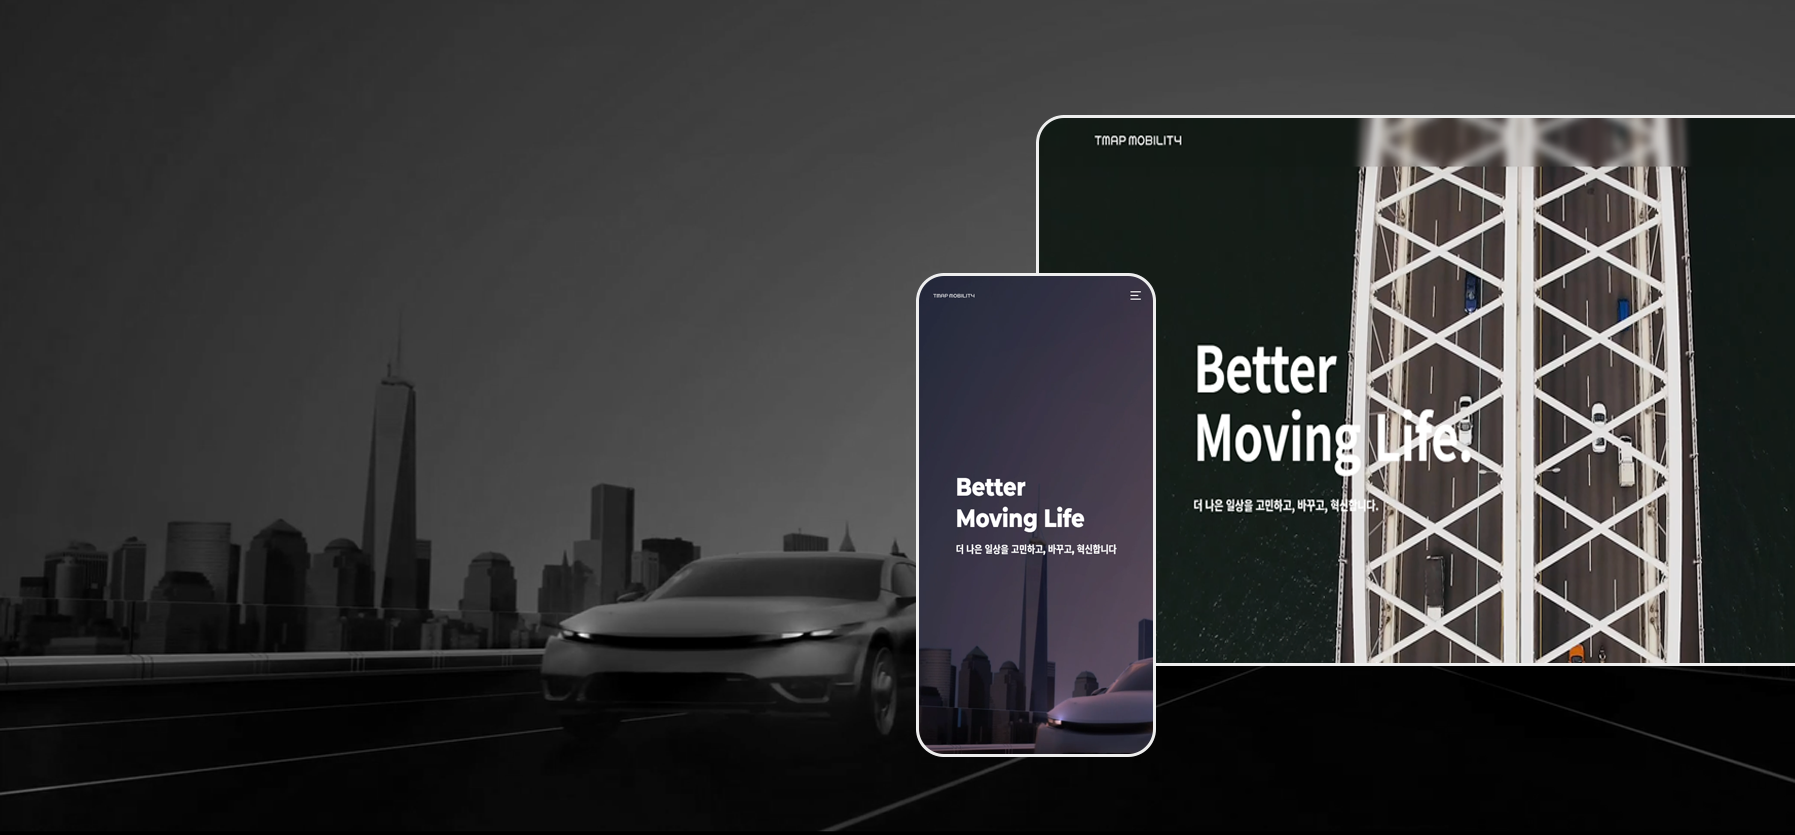 TMAP MOBILITY
Better
Moving Life.
더 나은 일상을 고민하고, 바꾸고, 혁신합니다.
TMAP MOBILITY
Better
Moving Life
더 나은 일상을 고민하고, 바꾸고, 혁신합니다